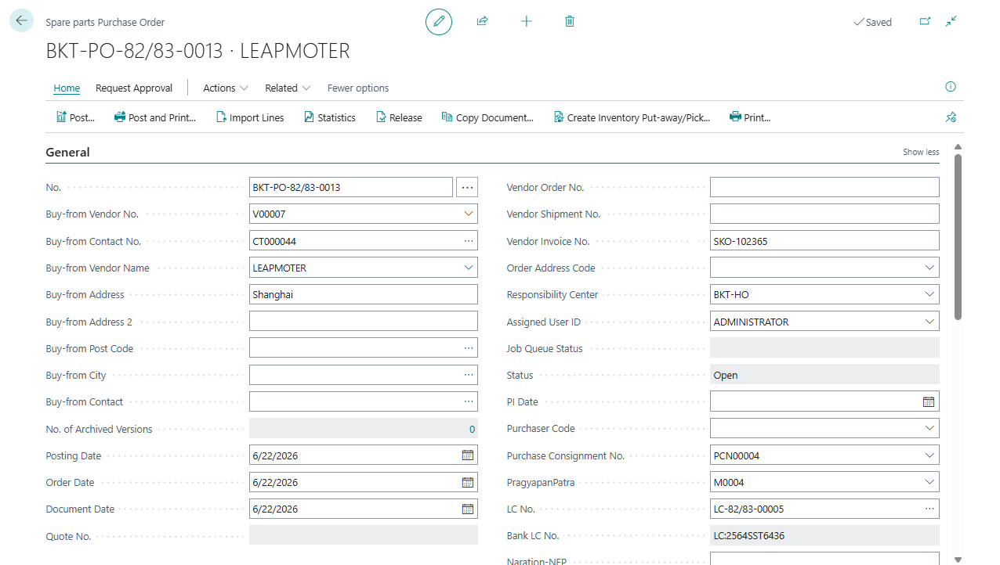 Spare parts Purchase Order
Saved
BKT-PO-82/83-0013 · LEAPMOTER
Home Request Approval Actions Related Fewer options
Post... Post and Print... Import Lines Statistics Release Copy Document... Create Inventory Put-away/Pick... Print...
General
Show less
No. BKT-PO-82/83-0013
Buy-from Vendor No. V00007
Buy-from Contact No. CT000044
Buy-from Vendor Name LEAPMOTER
Buy-from Address Shanghai
Buy-from Address 2
Buy-from Post Code
Buy-from City
Buy-from Contact
No. of Archived Versions 0
Posting Date 6/22/2026
Order Date 6/22/2026
Document Date 6/22/2026
Quote No.
Vendor Order No.
Vendor Shipment No.
Vendor Invoice No. SKO-102365
Order Address Code
Responsibility Center BKT-HO
Assigned User ID ADMINISTRATOR
Job Queue Status
Status Open
PI Date
Purchaser Code
Purchase Consignment No. PCN00004
PragyapanPatra M0004
LC No. LC-82/83-00005
Bank LC No. LC:2564SST6436
Naration-NFP